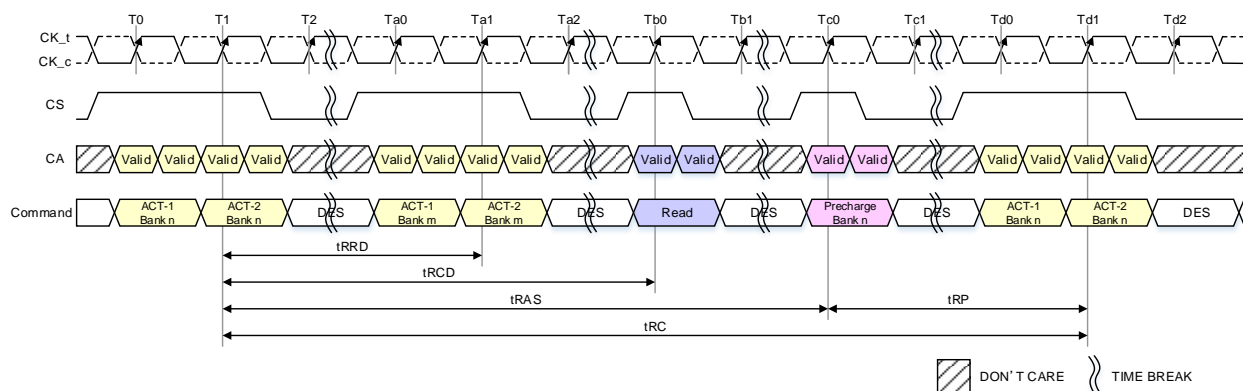 T0 T1 T2 Ta0 Ta1 Ta2 Tb0 Tb1 Tc0 Tc1 Td0 Td1 Td2
CK_t
CK_c
CS
CA Valid Valid Valid Valid Valid Valid Valid Valid Valid Valid Valid Valid Valid Valid Valid Valid
Command ACT-1 Bank n ACT-2 Bank n DES ACT-1 Bank m ACT-2 Bank m DES Read DES Precharge Bank n DES ACT-1 Bank n ACT-2 Bank n DES
tRRD
tRCD
tRAS tRP
tRC
DON'T CARE TIME BREAK